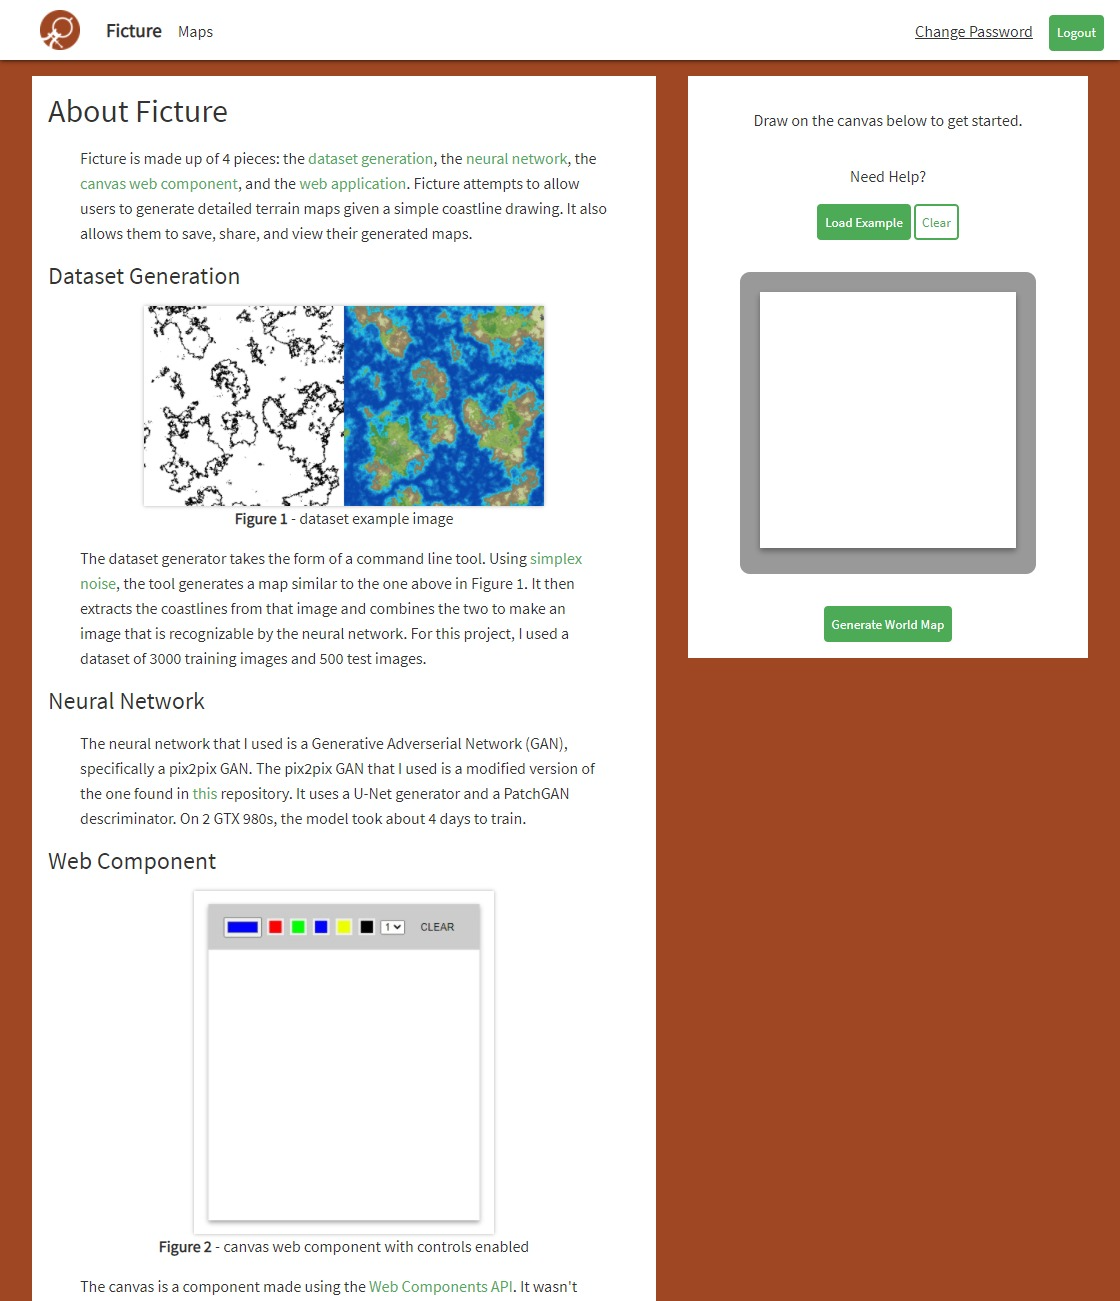 Ficture Maps Change Password Logout
About Ficture
Ficture is made up of 4 pieces: the dataset generation, the neural network, the
canvas web component, and the web application. Ficture attempts to allow
users to generate detailed terrain maps given a simple coastline drawing. It also
allows them to save, share, and view their generated maps.
Dataset Generation
Figure 1 - dataset example image
The dataset generator takes the form of a command line tool. Using simplex
noise, the tool generates a map similar to the one above in Figure 1. It then
extracts the coastlines from that image and combines the two to make an
image that is recognizable by the neural network. For this project, I used a
dataset of 3000 training images and 500 test images.
Neural Network
The neural network that I used is a Generative Adverserial Network (GAN),
specifically a pix2pix GAN. The pix2pix GAN that I used is a modified version of
the one found in this repository. It uses a U-Net generator and a PatchGAN
descriminator. On 2 GTX 980s, the model took about 4 days to train.
Web Component
1 CLEAR
Figure 2 - canvas web component with controls enabled
The canvas is a component made using the Web Components API. It wasn't
Draw on the canvas below to get started.
Need Help?
Load Example Clear
Generate World Map